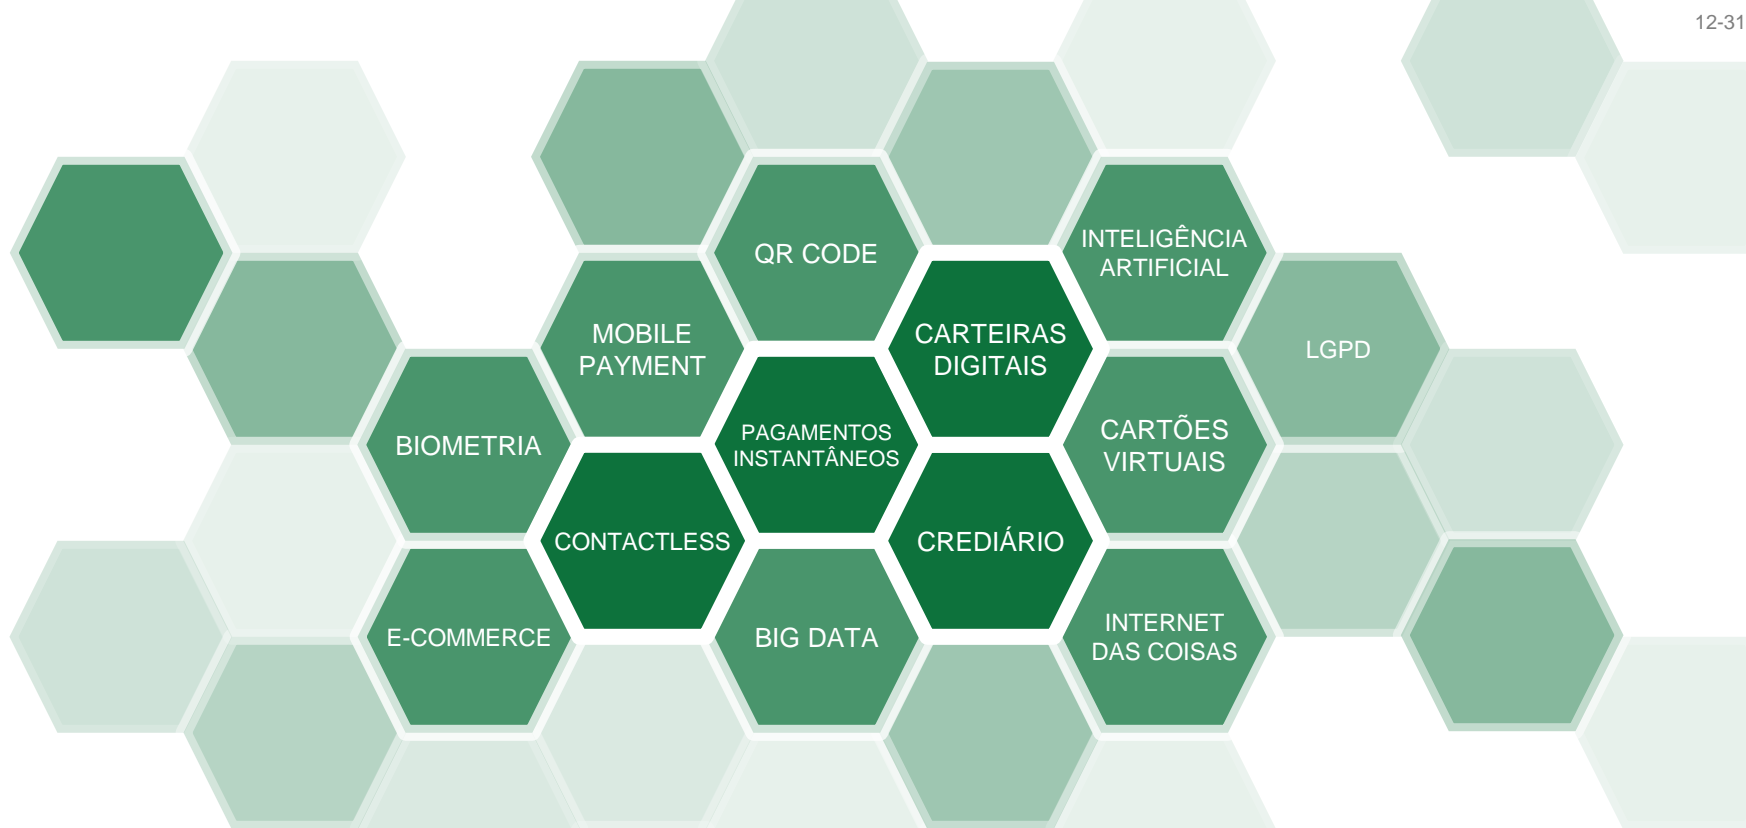 12-31
QR CODE
INTELIGÊNCIA
ARTIFICIAL
MOBILE
PAYMENT
CARTEIRAS
DIGITAIS
LGPD
BIOMETRIA
PAGAMENTOS
INSTANTÂNEOS
CARTÕES
VIRTUAIS
CONTACTLESS
CREDIÁRIO
E-COMMERCE
BIG DATA
INTERNET
DAS COISAS